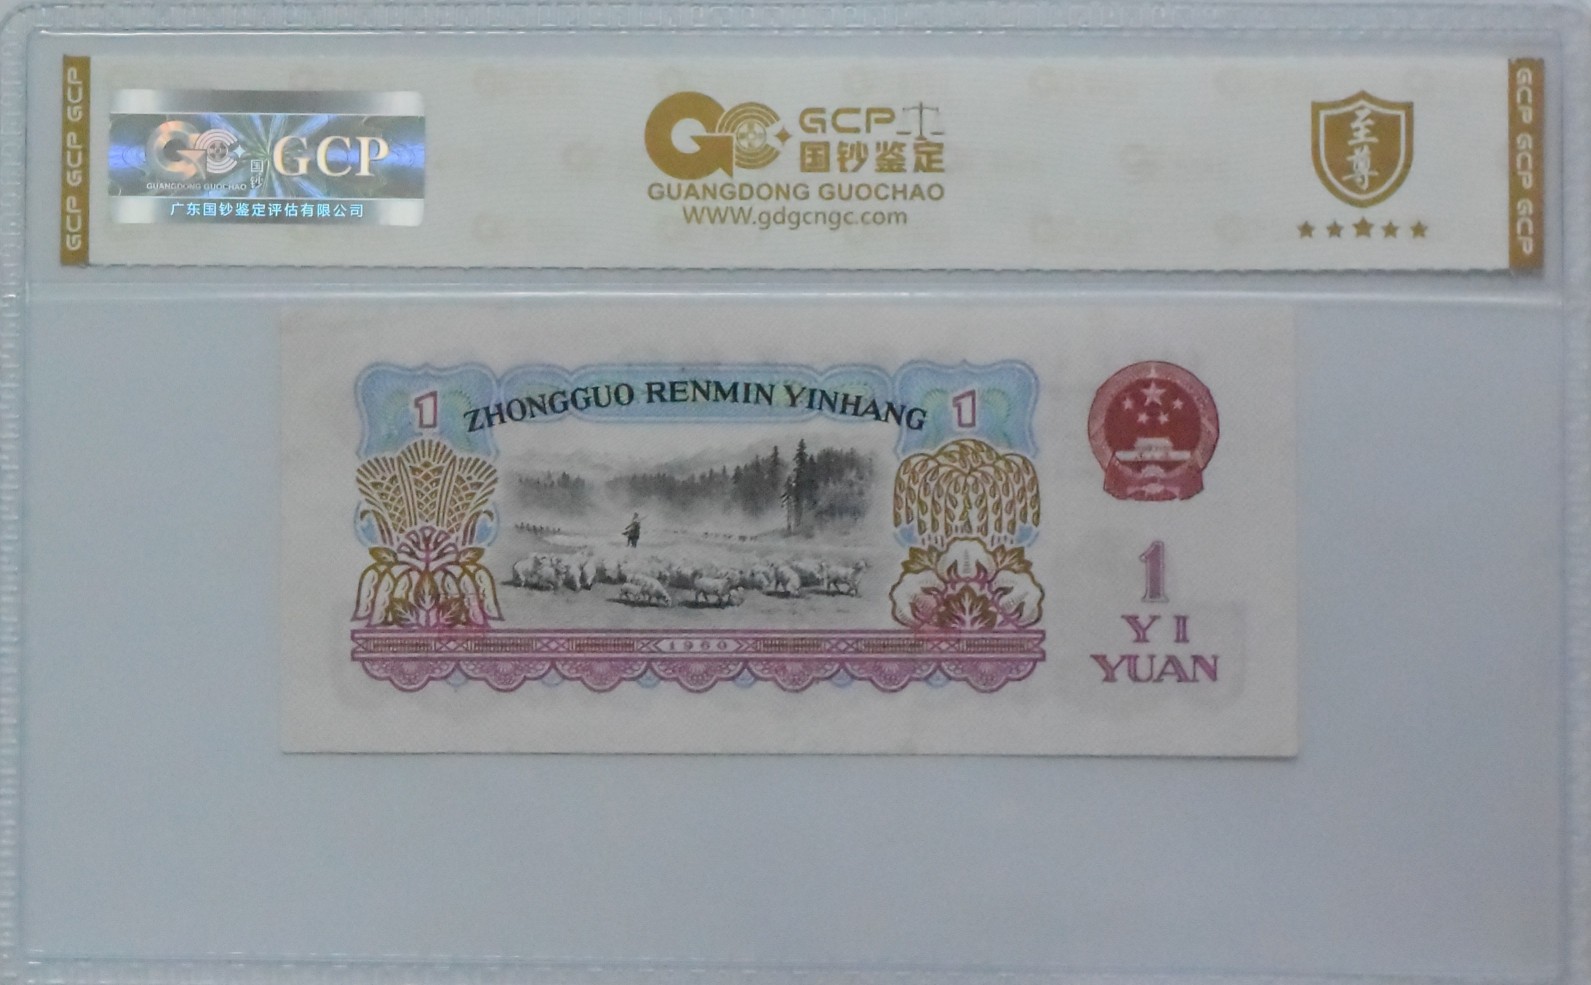 GCP GCP GCP
GCP
国钞
GUANGDONG GUOCHAO
广东国钞鉴定评估有限公司
GCP
国钞鉴定
GUANGDONG GUOCHAO
WWW.gdgcngc.com
至尊
GCP GCP GCP
ZHONGGUO RENMIN YINHANG
1
1
1960
1
YI
YUAN